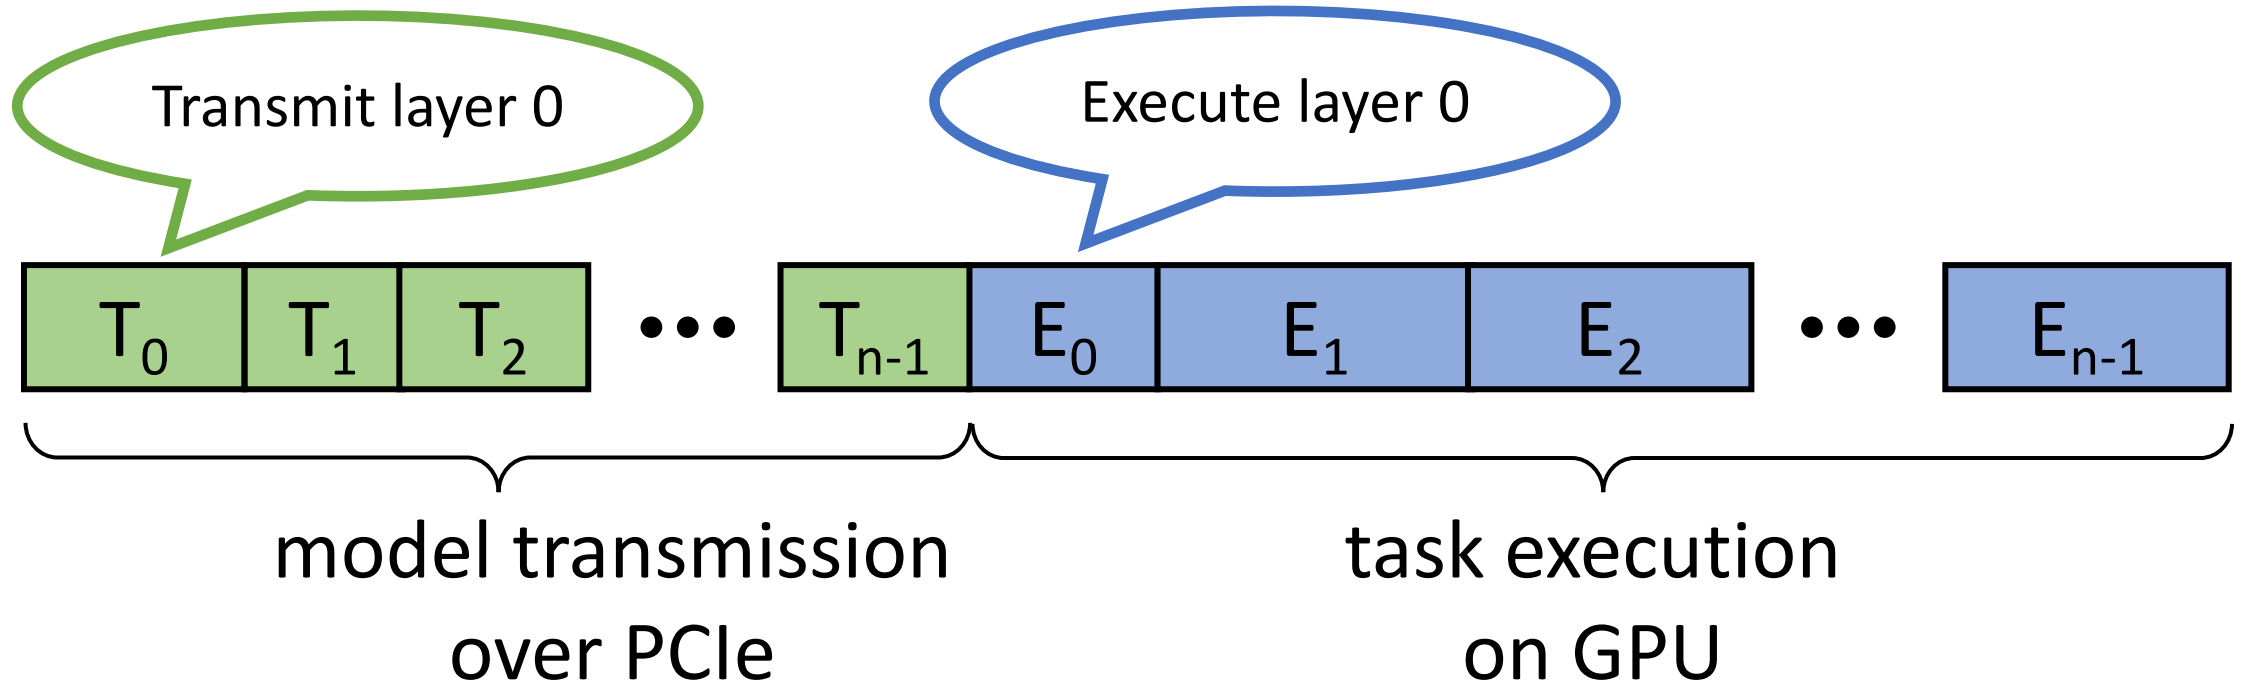 Transmit layer 0
Execute layer 0
T0 T1 T2 ••• Tn-1 E0 E1 E2 ••• En-1
model transmission
over PCIe
task execution
on GPU